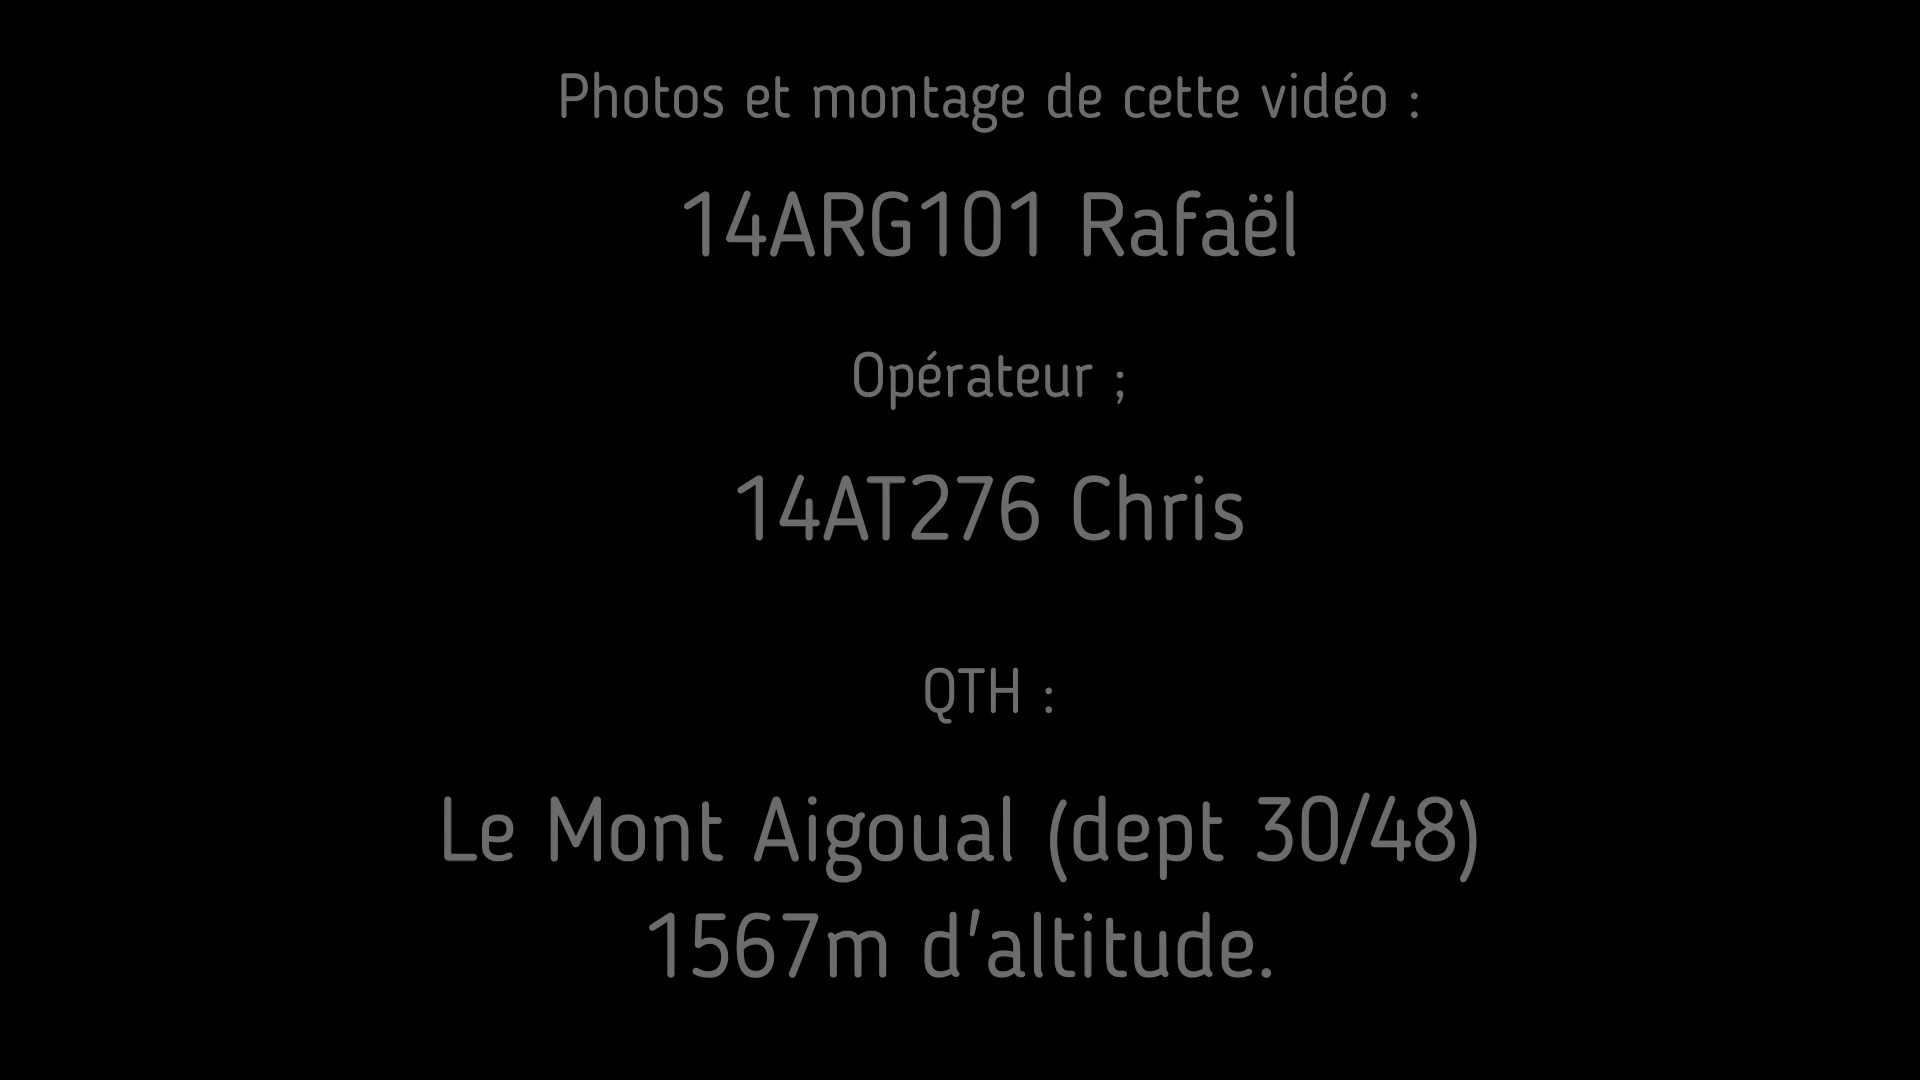 Photos et montage de cette vidéo :
14ARG101 Rafaël
Opérateur ;
14AT276 Chris
QTH :
Le Mont Aigoual (dept 30/48)
1567m d'altitude.